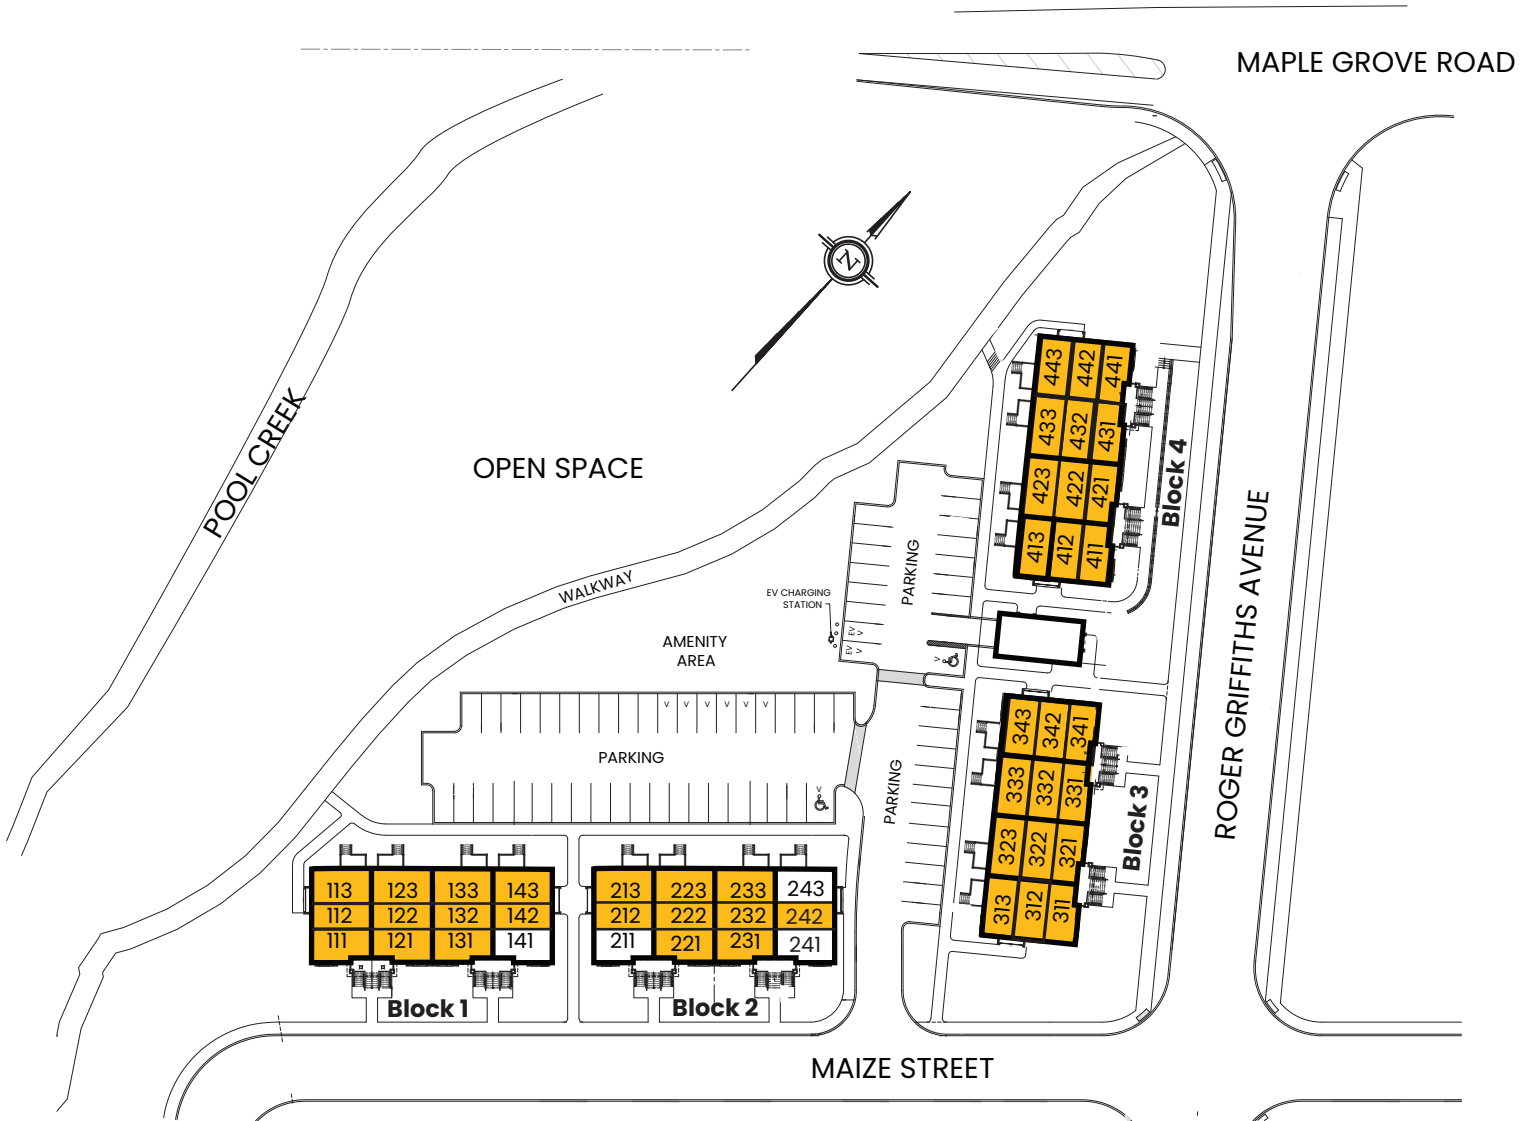 MAPLE GROVE ROAD
N
POOL CREEK
OPEN SPACE
WALKWAY
AMENITY
AREA
EV CHARGING
STATION
EV V
EV V
V
PARKING
443 442 441
433 432 431
423 422 421
413 412 411
Block 4
ROGER GRIFFITHS AVENUE
V V V V V V
PARKING
V
PARKING
343 342 341
333 332 331
323 322 321
313 312 311
Block 3
113 123 133 143
112 122 132 142
111 121 131 141
Block 1
213 223 233 243
212 222 232 242
211 221 231 241
Block 2
MAIZE STREET